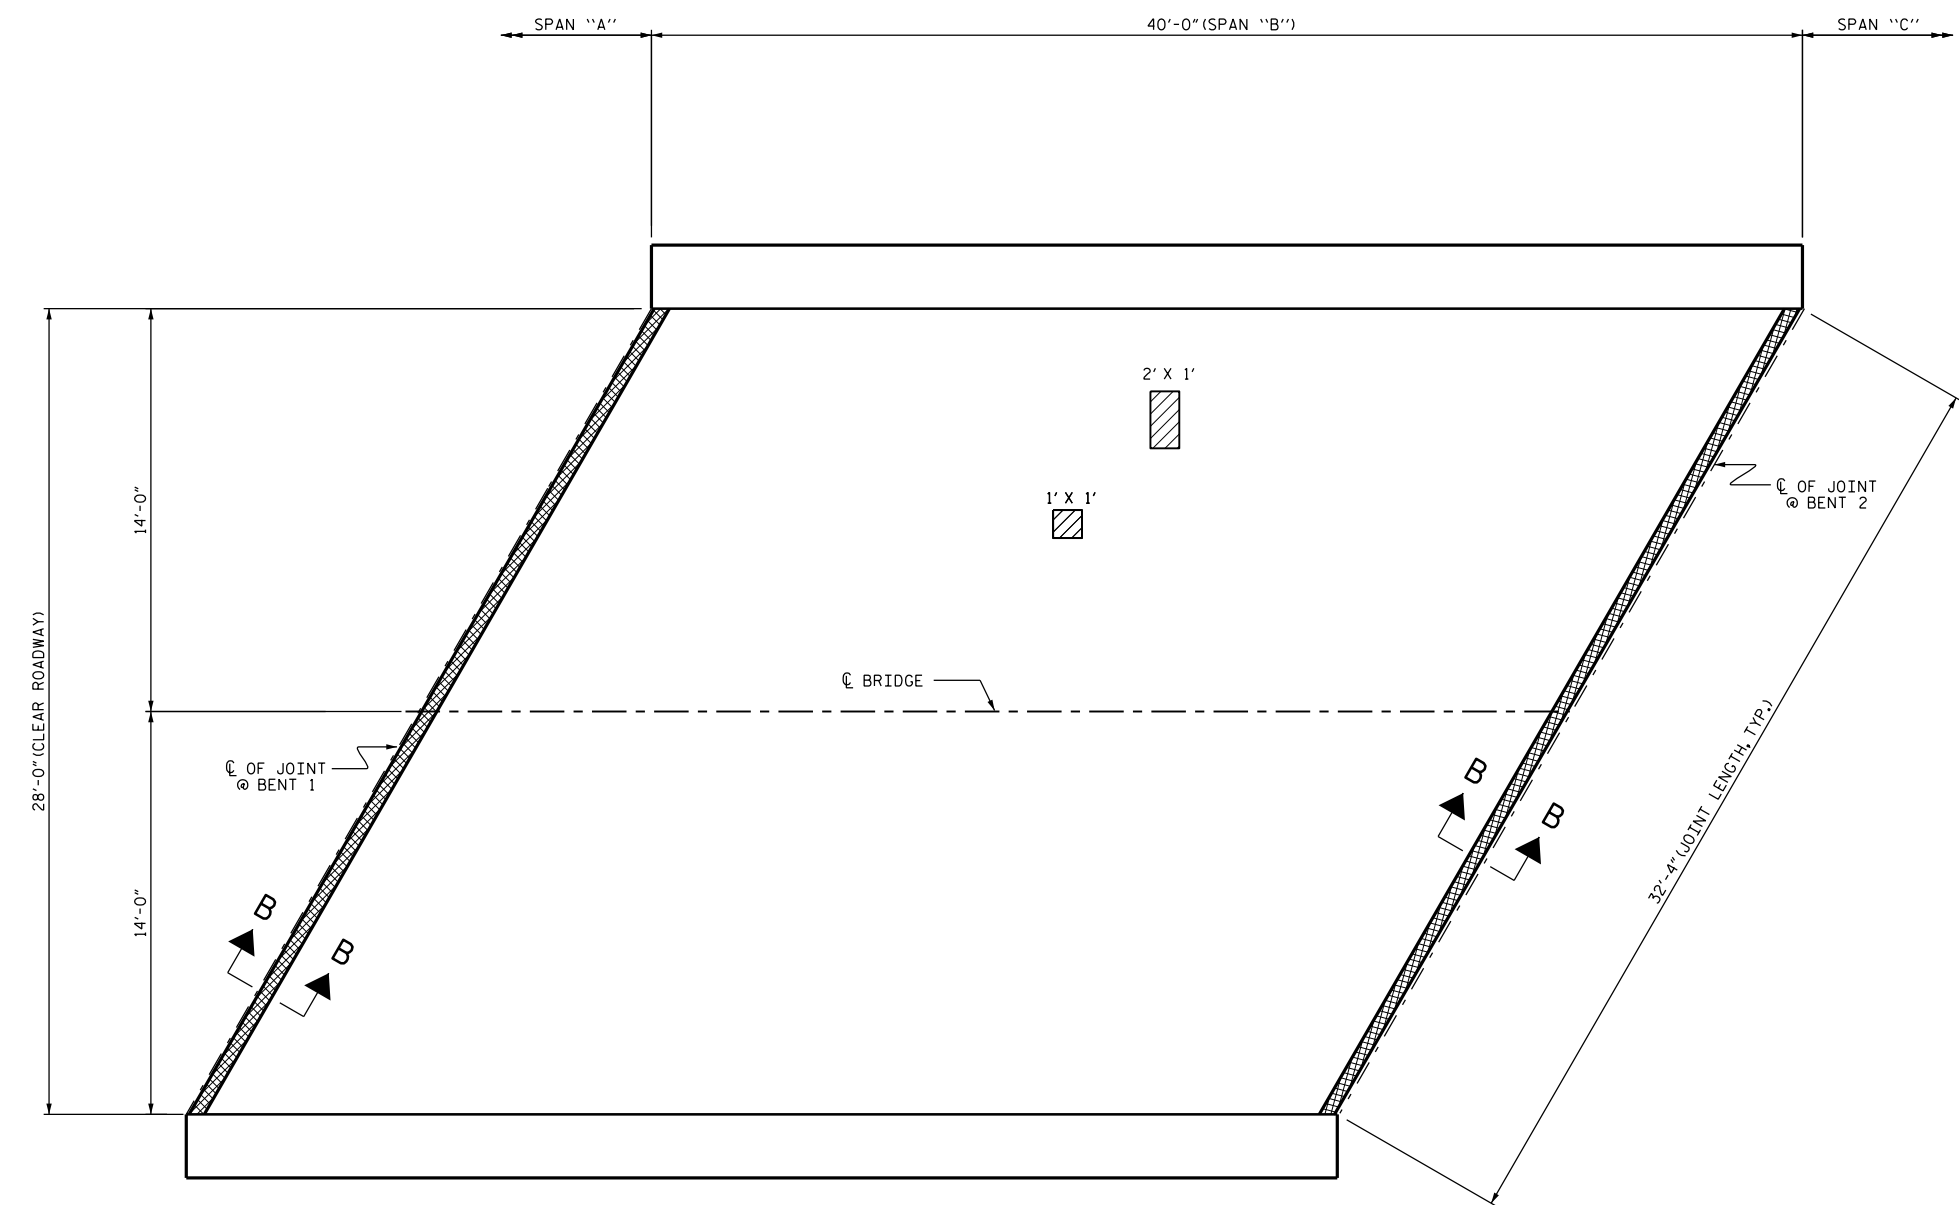 SPAN ``A''
40'-0" (SPAN ``B'')
SPAN ``C''
2' X 1'
1' X 1'
14'-0"
℄ OF JOINT
@ BENT 2
28'-0" (CLEAR ROADWAY)
℄ BRIDGE
℄ OF JOINT
@ BENT 1
32'-4" (JOINT LENGTH, TYP.)
B
B
14'-0"
B
B